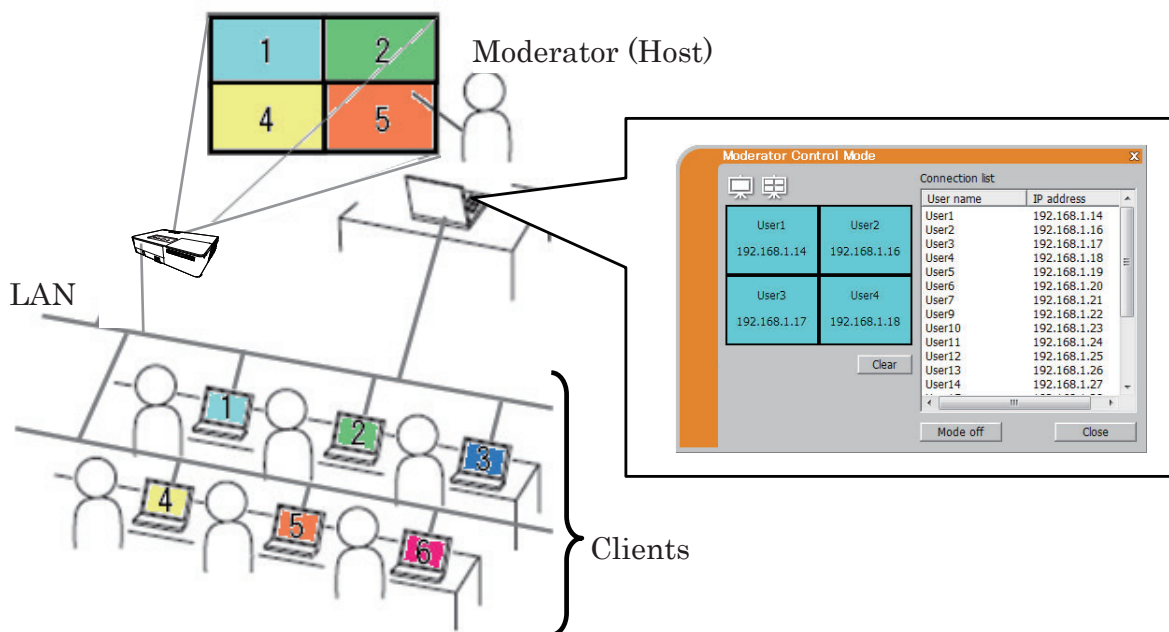 1 2
4 5
Moderator (Host)
LAN
1 2 3
4 5 6
Clients
Moderator Control Mode x
User1 User2
192.168.1.14 192.168.1.16
User3 User4
192.168.1.17 192.168.1.18
Clear
Connection list
User name IP address
User1 192.168.1.14
User2 192.168.1.16
User3 192.168.1.17
User4 192.168.1.18
User5 192.168.1.19
User6 192.168.1.20
User7 192.168.1.21
User9 192.168.1.22
User10 192.168.1.23
User11 192.168.1.24
User12 192.168.1.25
User13 192.168.1.26
User14 192.168.1.27
Mode off Close